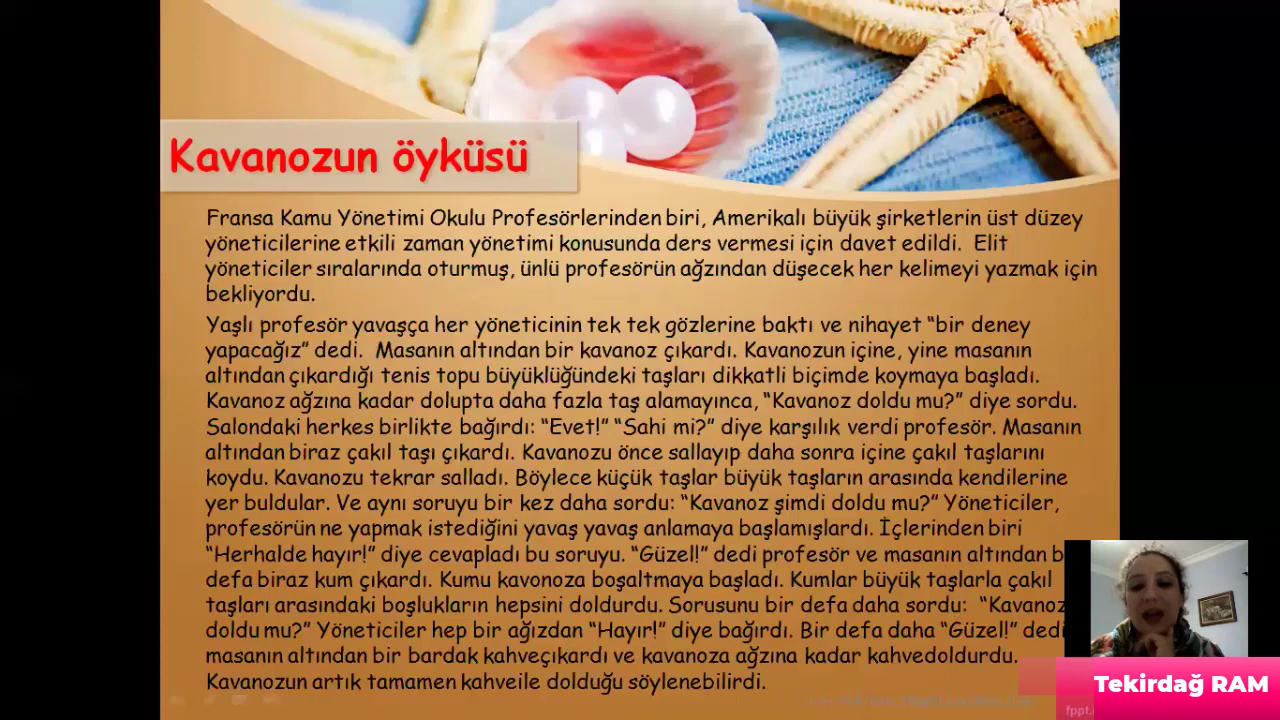 Kavanozun öyküsü
Fransa Kamu Yönetimi Okulu Profesörlerinden biri, Amerikalı büyük şirketlerin üst düzey
yöneticilerine etkili zaman yönetimi konusunda ders vermesi için davet edildi. Elit
yöneticiler sıralarında oturmuş, ünlü profesörün ağzından düşecek her kelimeyi yazmak için
bekliyordu.
Yaşlı profesör yavaşça her yöneticinin tek tek gözlerine baktı ve nihayet “bir deney
yapacağız” dedi. Masanın altından bir kavanoz çıkardı. Kavanozun içine, yine masanın
altından çıkardığı tenis topu büyüklüğündeki taşları dikkatli biçimde koymaya başladı.
Kavanoz ağzına kadar dolupta daha fazla taş alamayınca, “Kavanoz doldu mu?” diye sordu.
Salondaki herkes birlikte bağırdı: “Evet!” “Sahi mi?” diye karşılık verdi profesör. Masanın
altından biraz çakıl taşı çıkardı. Kavanozu önce sallayıp daha sonra içine çakıl taşlarını
koydu. Kavanozu tekrar salladı. Böylece küçük taşlar büyük taşların arasında kendilerine
yer buldular. Ve aynı soruyu bir kez daha sordu: “Kavanoz şimdi doldu mu?” Yöneticiler,
profesörün ne yapmak istediğini yavaş yavaş anlamaya başlamışlardı. İçlerinden biri
“Herhalde hayır!” diye cevapladı bu soruyu. “Güzel!” dedi profesör ve masanın altından b
defa biraz kum çıkardı. Kumu kavonoza boşaltmaya başladı. Kumlar büyük taşlarla çakıl
taşları arasındaki boşlukların hepsini doldurdu. Sorusunu bir defa daha sordu: “Kavanoz
doldu mu?” Yöneticiler hep bir ağızdan “Hayır!” diye bağırdı. Bir defa daha “Güzel!” dedi
masanın altından bir bardak kahveçıkardı ve kavanoza ağzına kadar kahvedoldurdu.
Kavanozun artık tamamen kahveile dolduğu söylenebilirdi.
Tekirdağ RAM